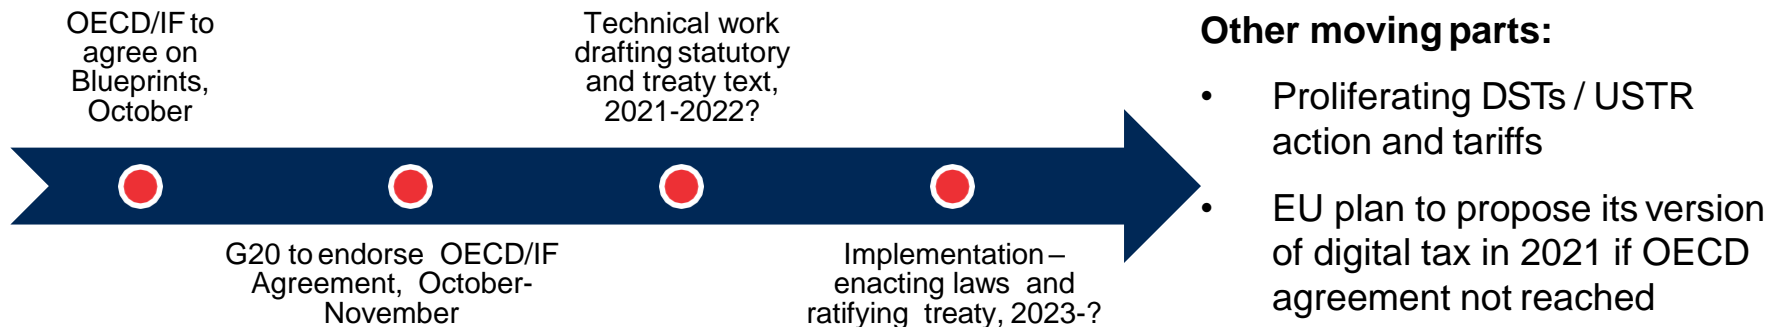 OECD/IF to
agree on
Blueprints,
October
G20 to endorse OECD/IF
Agreement, October-
November
Technical work
drafting statutory
and treaty text,
2021-2022?
Implementation –
enacting laws and
ratifying treaty, 2023-?
Other moving parts:
• Proliferating DSTs / USTR
action and tariffs
• EU plan to propose its version
of digital tax in 2021 if OECD
agreement not reached